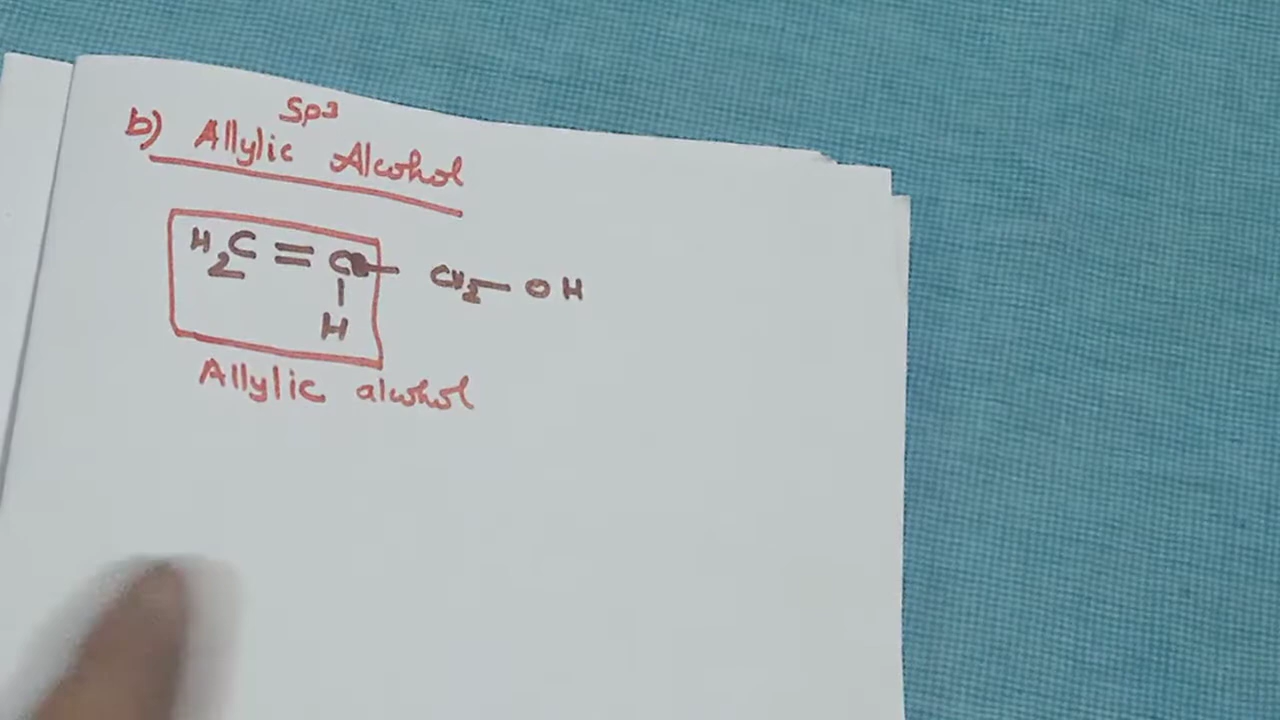 Sp3
b) Allylic Alcohol
H2C = C - CH2 - OH
|
H
Allylic alcohol